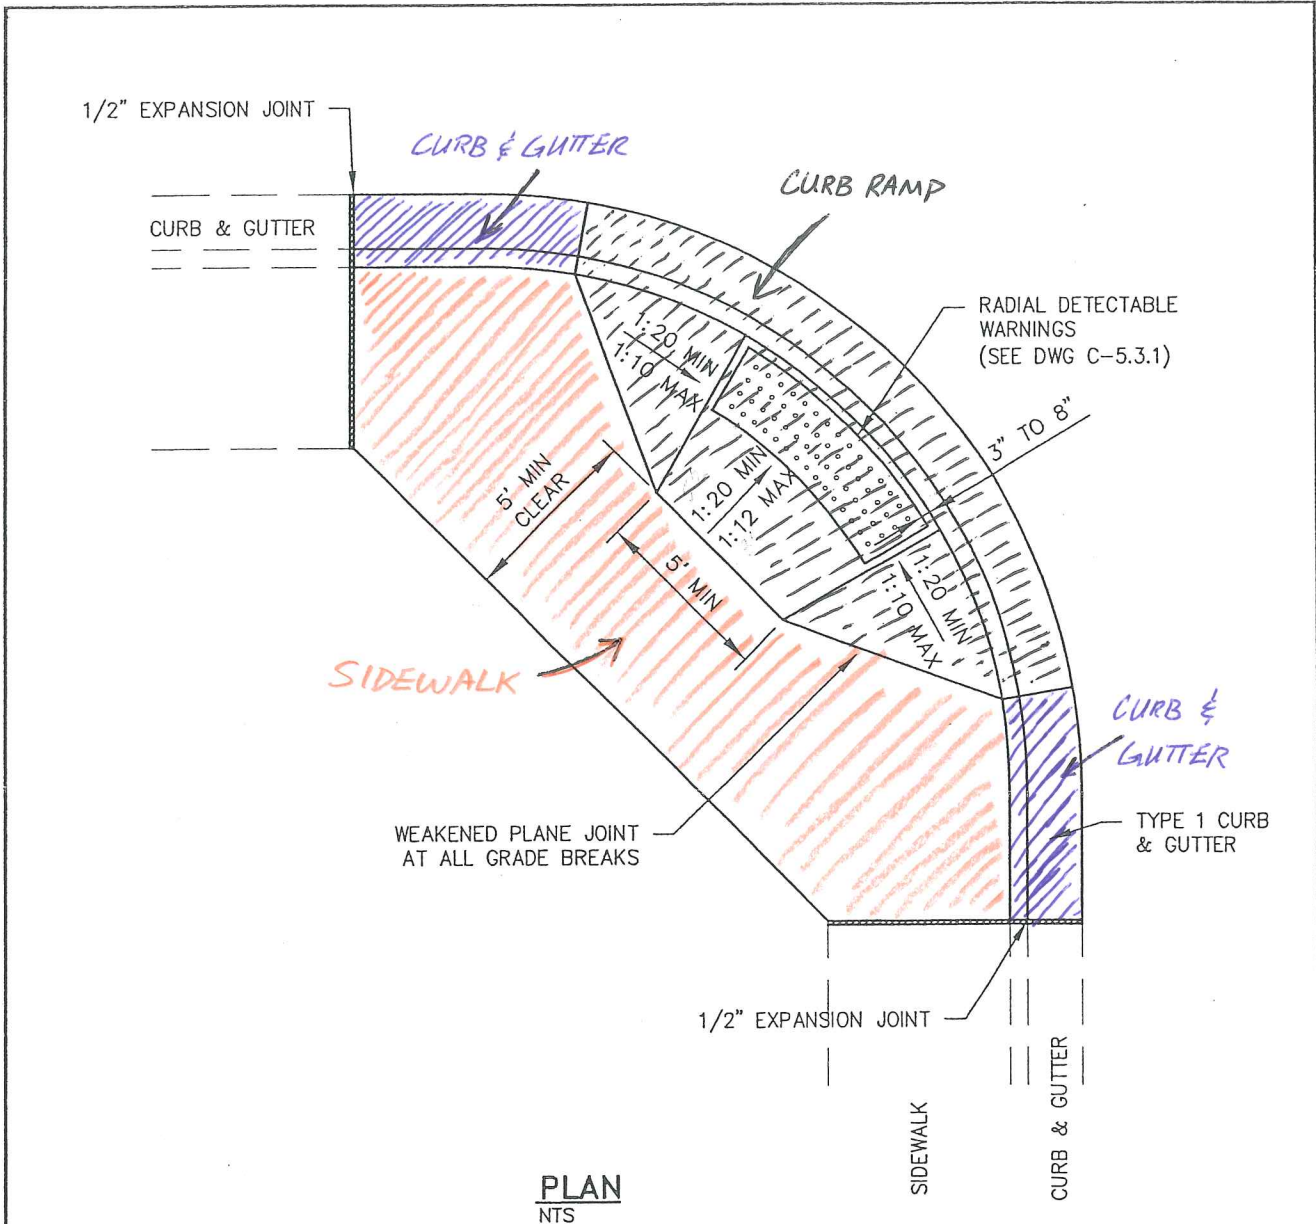 1/2" EXPANSION JOINT
CURB & GUTTER
CURB RAMP
CURB & GUTTER
RADIAL DETECTABLE
WARNINGS
(SEE DWG C-5.3.1)
3" TO 8"
1:20 MIN
1:10 MAX
5' MIN
CLEAR
1:20 MIN
1:12 MAX
5' MIN
1:20 MIN
1:10 MAX
SIDEWALK
CURB &
GUTTER
WEAKENED PLANE JOINT
AT ALL GRADE BREAKS
TYPE 1 CURB
& GUTTER
1/2" EXPANSION JOINT
SIDEWALK
CURB & GUTTER
PLAN
NTS